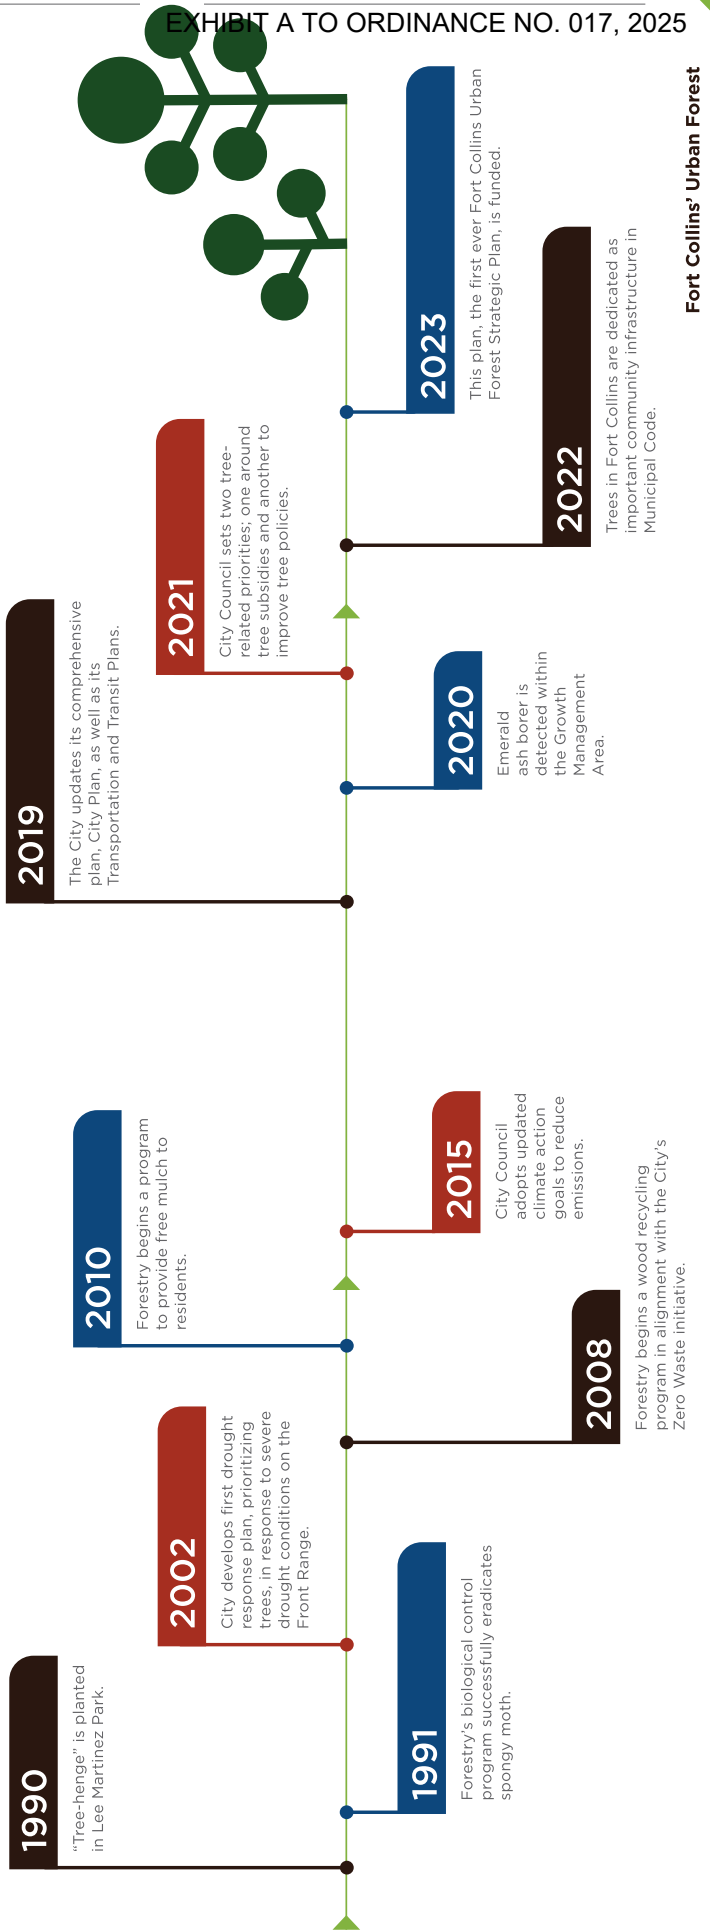 EXHIBIT A TO ORDINANCE NO. 017, 2025
1990
“Tree-henge” is planted
in Lee Martinez Park.
1991
Forestry’s biological control
program successfully eradicates
spongy moth.
2002
City develops first drought
response plan, prioritizing
trees, in response to severe
drought conditions on the
Front Range.
2008
Forestry begins a wood recycling
program in alignment with the City’s
Zero Waste initiative.
2010
Forestry begins a program
to provide free mulch to
residents.
2015
City Council
adopts updated
climate action
goals to reduce
emissions.
2019
The City updates its comprehensive
plan, City Plan, as well as its
Transportation and Transit Plans.
2020
Emerald
ash borer is
detected within
the Growth
Management
Area.
2021
City Council sets two tree-
related priorities; one around
tree subsidies and another to
improve tree policies.
2022
Trees in Fort Collins are dedicated as
important community infrastructure in
Municipal Code.
2023
This plan, the first ever Fort Collins Urban
Forest Strategic Plan, is funded.
Fort Collins’ Urban Forest